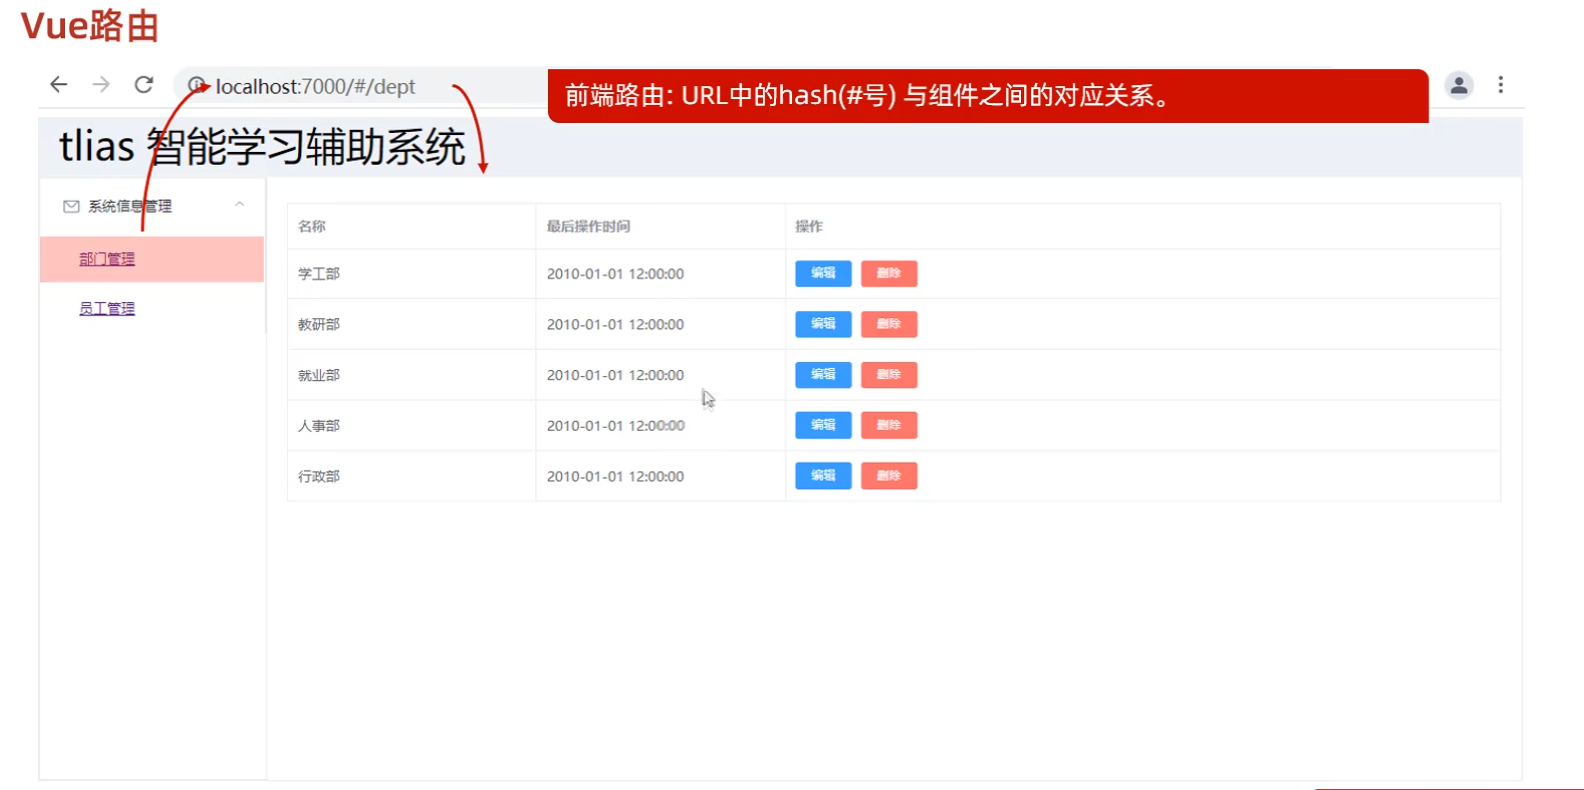 Vue路由
localhost:7000/#/dept
前端路由: URL中的hash(#号) 与组件之间的对应关系。
tlias 智能学习辅助系统
系统信息管理
部门管理
员工管理
名称 最后操作时间 操作
学工部 2010-01-01 12:00:00 编辑 删除
教研部 2010-01-01 12:00:00 编辑 删除
就业部 2010-01-01 12:00:00 编辑 删除
人事部 2010-01-01 12:00:00 编辑 删除
行政部 2010-01-01 12:00:00 编辑 删除